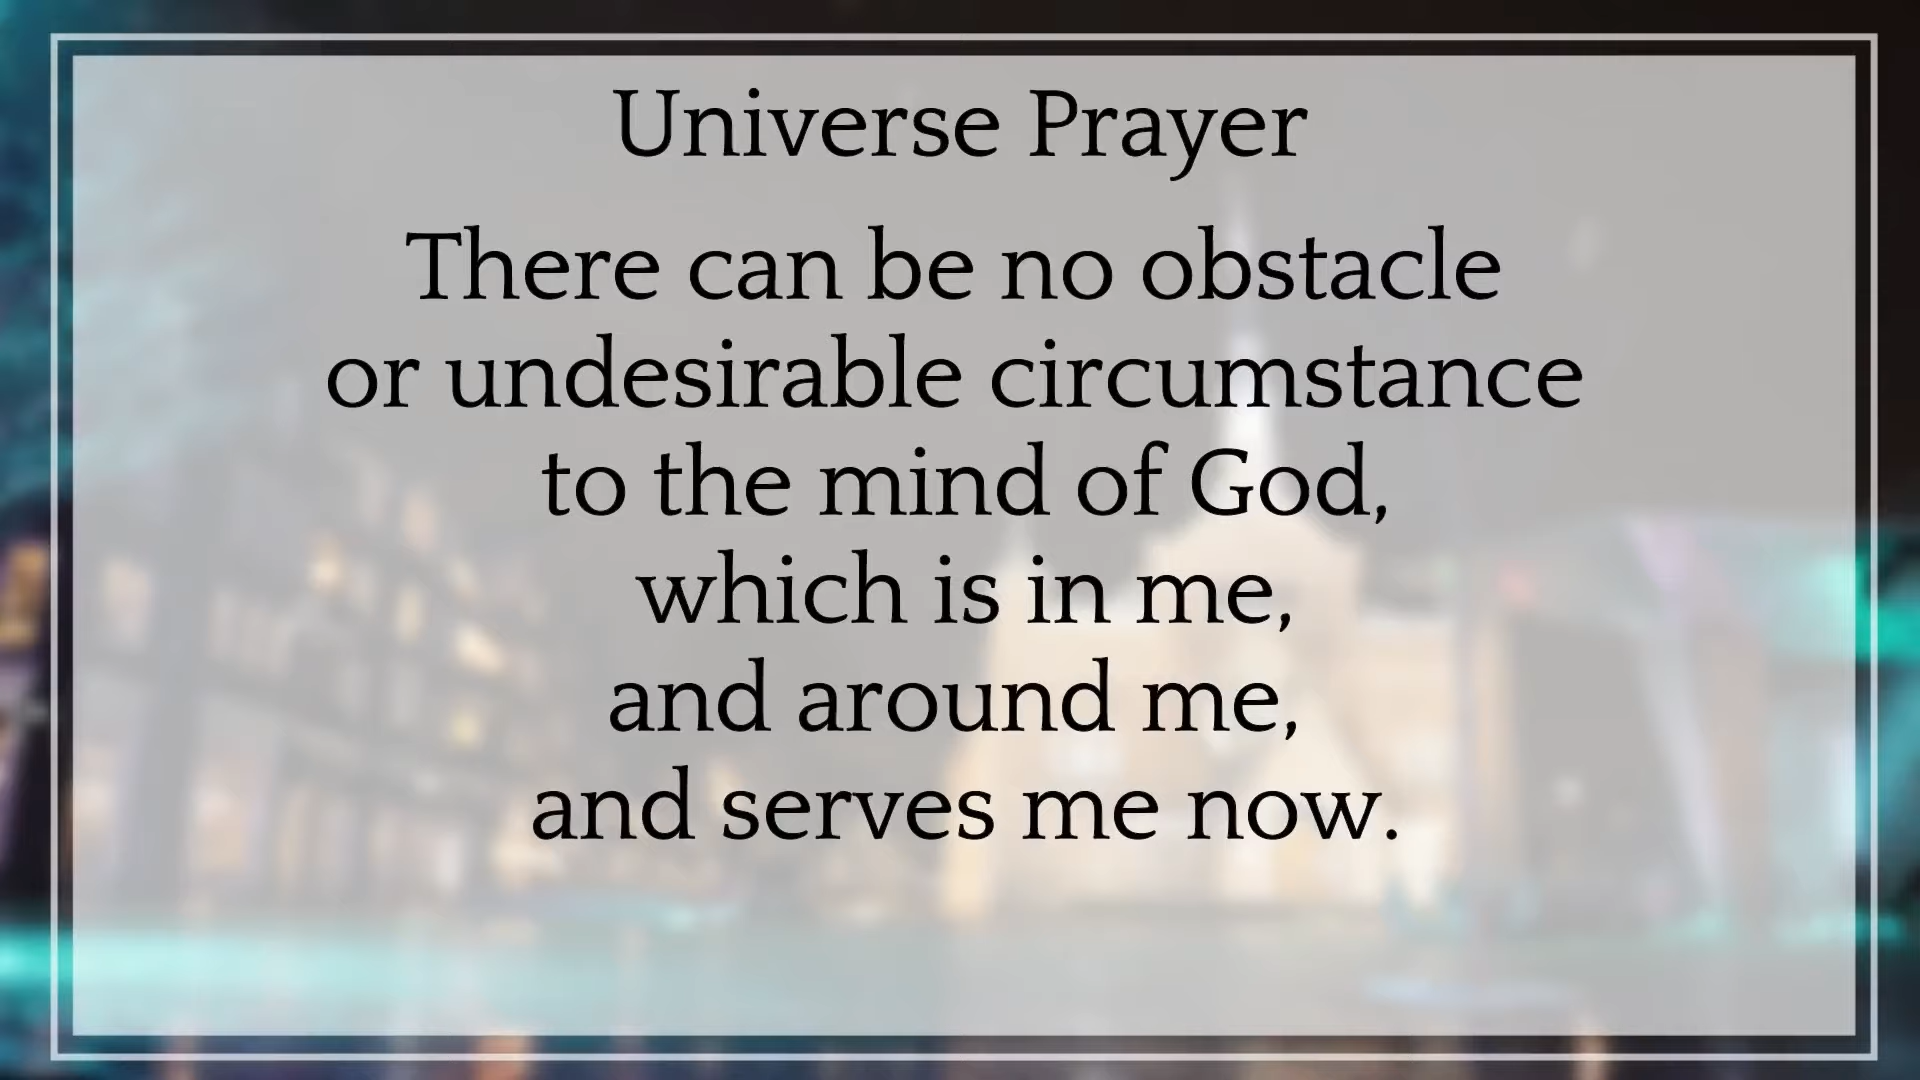 Universe Prayer
There can be no obstacle
or undesirable circumstance
to the mind of God,
which is in me,
and around me,
and serves me now.